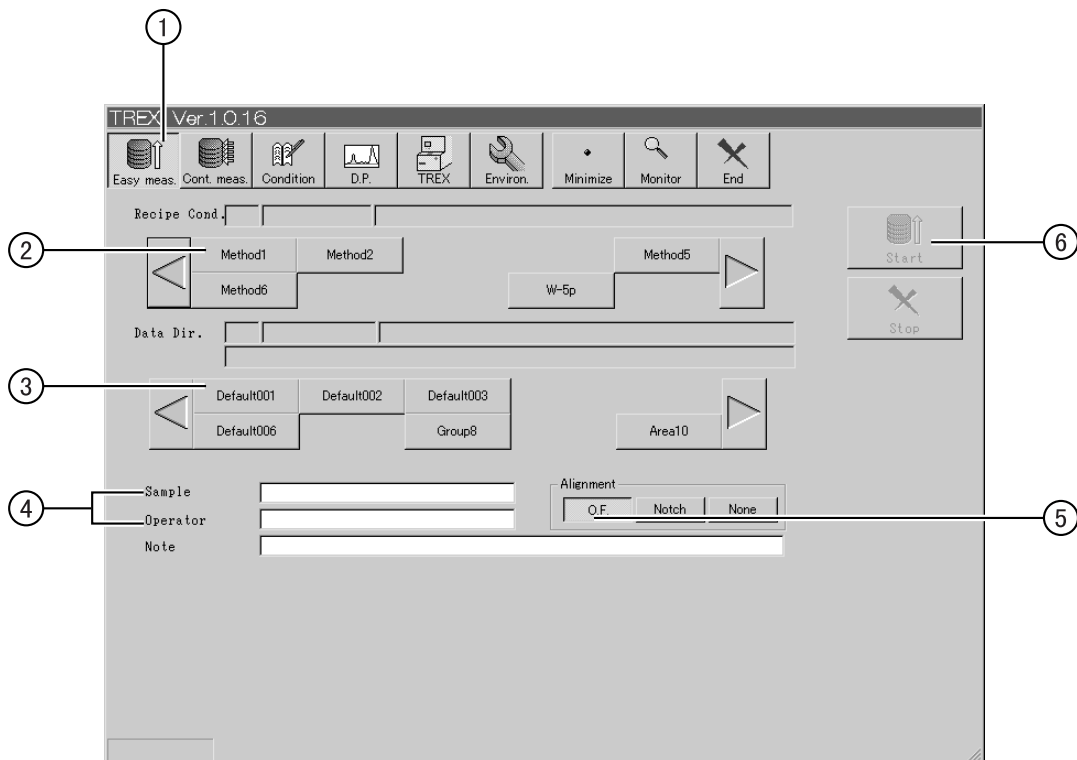 1
TREX Ver.1.0.16
Easy meas. Cont. meas. Condition D.P. TREX Environ. Minimize Monitor End
Recipe Cond.
2
Method1 Method2 Method5
Method6 W-5p
Start
6
Stop
Data Dir.
3
Default001 Default002 Default003
Default006 Group8 Area10
4
Sample
Operator
Note
Alignment
O.F. Notch None
5